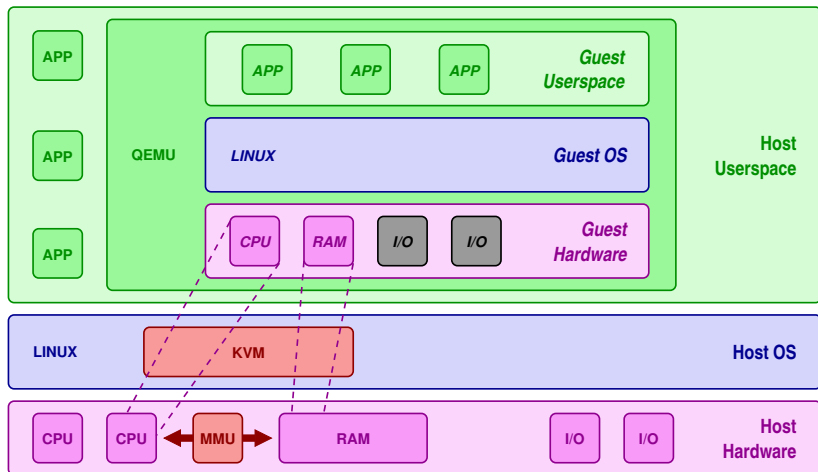 APP
APP
APP
APP
Guest
Userspace
QEMU
APP
LINUX
Guest OS
Host
Userspace
APP
CPU
RAM
I/O
I/O
Guest
Hardware
LINUX
KVM
Host OS
CPU
CPU
MMU
RAM
I/O
I/O
Host
Hardware